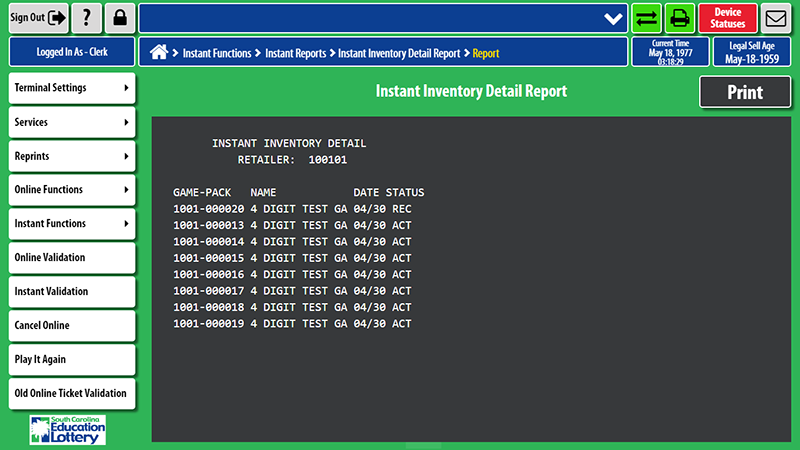 Sign Out
?
Device
Statuses
Logged In As - Clerk
Instant Functions > Instant Reports > Instant Inventory Detail Report > Report
Current Time
May 18, 1977
03:18:29
Legal Sell Age
May-18-1959
Terminal Settings
Services
Reprints
Online Functions
Instant Functions
Online Validation
Instant Validation
Cancel Online
Play It Again
Old Online Ticket Validation
South Carolina
Education
Lottery
Instant Inventory Detail Report
Print
INSTANT INVENTORY DETAIL
RETAILER: 100101
GAME-PACK NAME DATE STATUS
1001-000020 4 DIGIT TEST GA 04/30 REC
1001-000013 4 DIGIT TEST GA 04/30 ACT
1001-000014 4 DIGIT TEST GA 04/30 ACT
1001-000015 4 DIGIT TEST GA 04/30 ACT
1001-000016 4 DIGIT TEST GA 04/30 ACT
1001-000017 4 DIGIT TEST GA 04/30 ACT
1001-000018 4 DIGIT TEST GA 04/30 ACT
1001-000019 4 DIGIT TEST GA 04/30 ACT